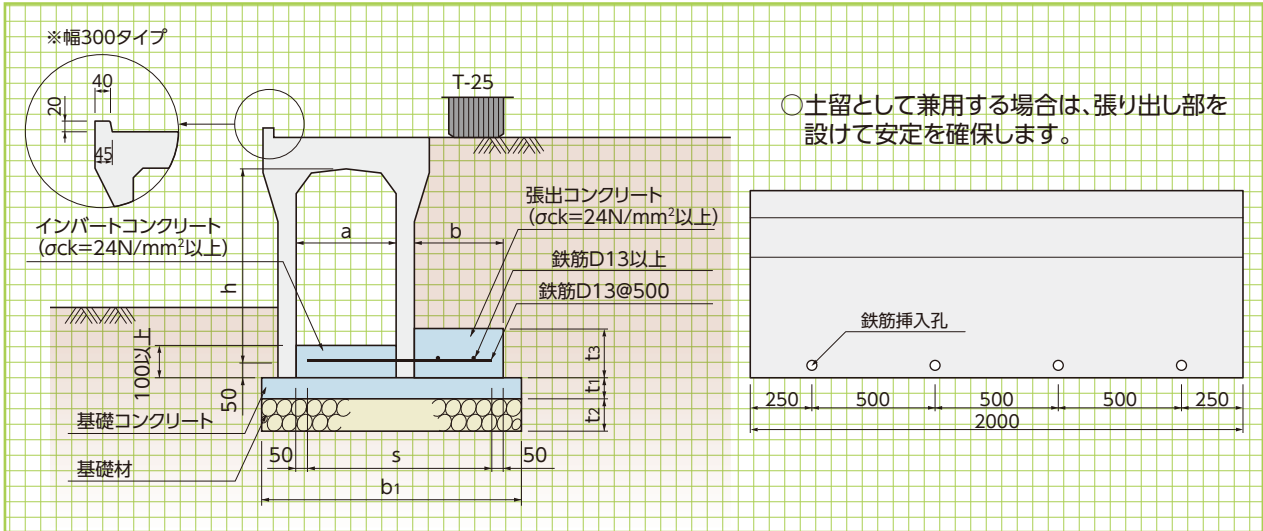 ※幅300タイプ
40
20
45
T-25
○土留として兼用する場合は、張り出し部を
設けて安定を確保します。
インバートコンクリート
(σck=24N/mm²以上)
張出コンクリート
(σck=24N/mm²以上)
a
b
鉄筋D13以上
鉄筋D13@500
h
100以上
50
t3
t1
t2
基礎コンクリート
基礎材
50
s
50
b1
鉄筋挿入孔
250
500
500
500
250
2000